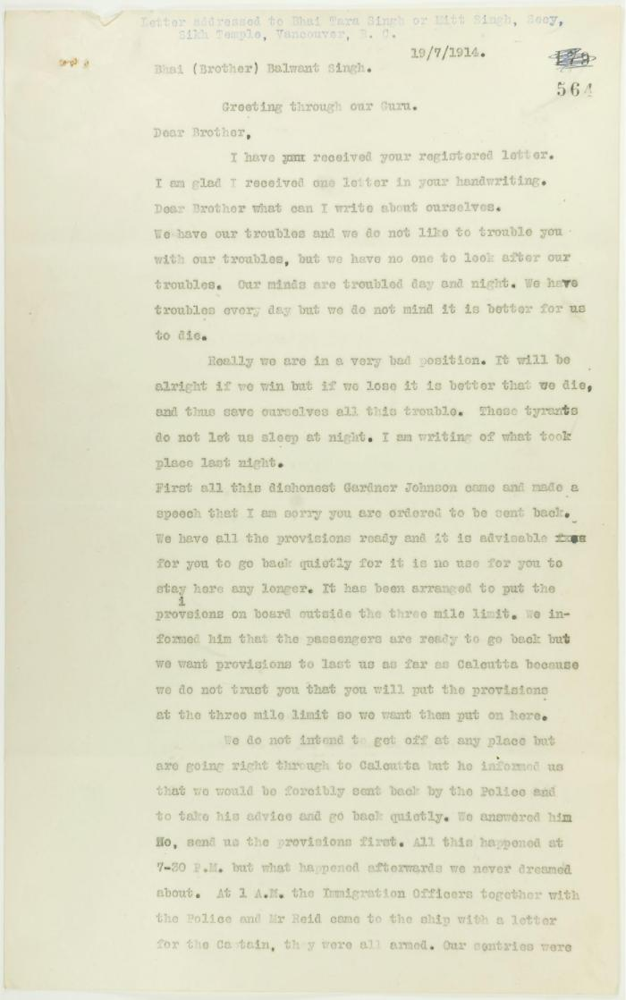 Letter addressed to Bhai Tara Singh or Mitt Singh, Secy,
Sikh Temple, Vancouver, B. C.
19/7/1914.
Bhai (Brother) Balwant Singh.
564
Greeting through our Guru.
Dear Brother,
I have received your registered letter.
I am glad I received one letter in your handwriting.
Dear Brother what can I write about ourselves.
We have our troubles and we do not like to trouble you
with our troubles, but we have no one to look after our
troubles. Our minds are troubled day and night. We have
troubles every day but we do not mind it is better for us
to die.
Really we are in a very bad position. It will be
alright if we win but if we lose it is better that we die,
and thus save ourselves all this trouble. These tyrants
do not let us sleep at night. I am writing of what took
place last night.
First all this dishonest Gardner Johnson came and made a
speech that I am sorry you are ordered to be sent back.
We have all the provisions ready and it is advisable
for you to go back quietly for it is no use for you to
stay here any longer. It has been arranged to put the
provsions on board outside the three mile limit. We in-
formed him that the passengers are ready to go back but
we want provisions to last us as far as Calcutta because
we do not trust you that you will put the provisions
at the three mile limit so we want them put on here.
We do not intend to get off at any place but
are going right through to Calcutta but he informed us
that we would be forcibly sent back by the Police and
to take his advice and go back quietly. We answered him
No, send us the provisions first. All this happened at
7-30 P.M. but what happened afterwards we never dreamed
about. At 1 A.M. the Immigration Officers together with
the Police and Mr Reid came to the ship with a letter
for the Captain, they were all armed. Our sentries were